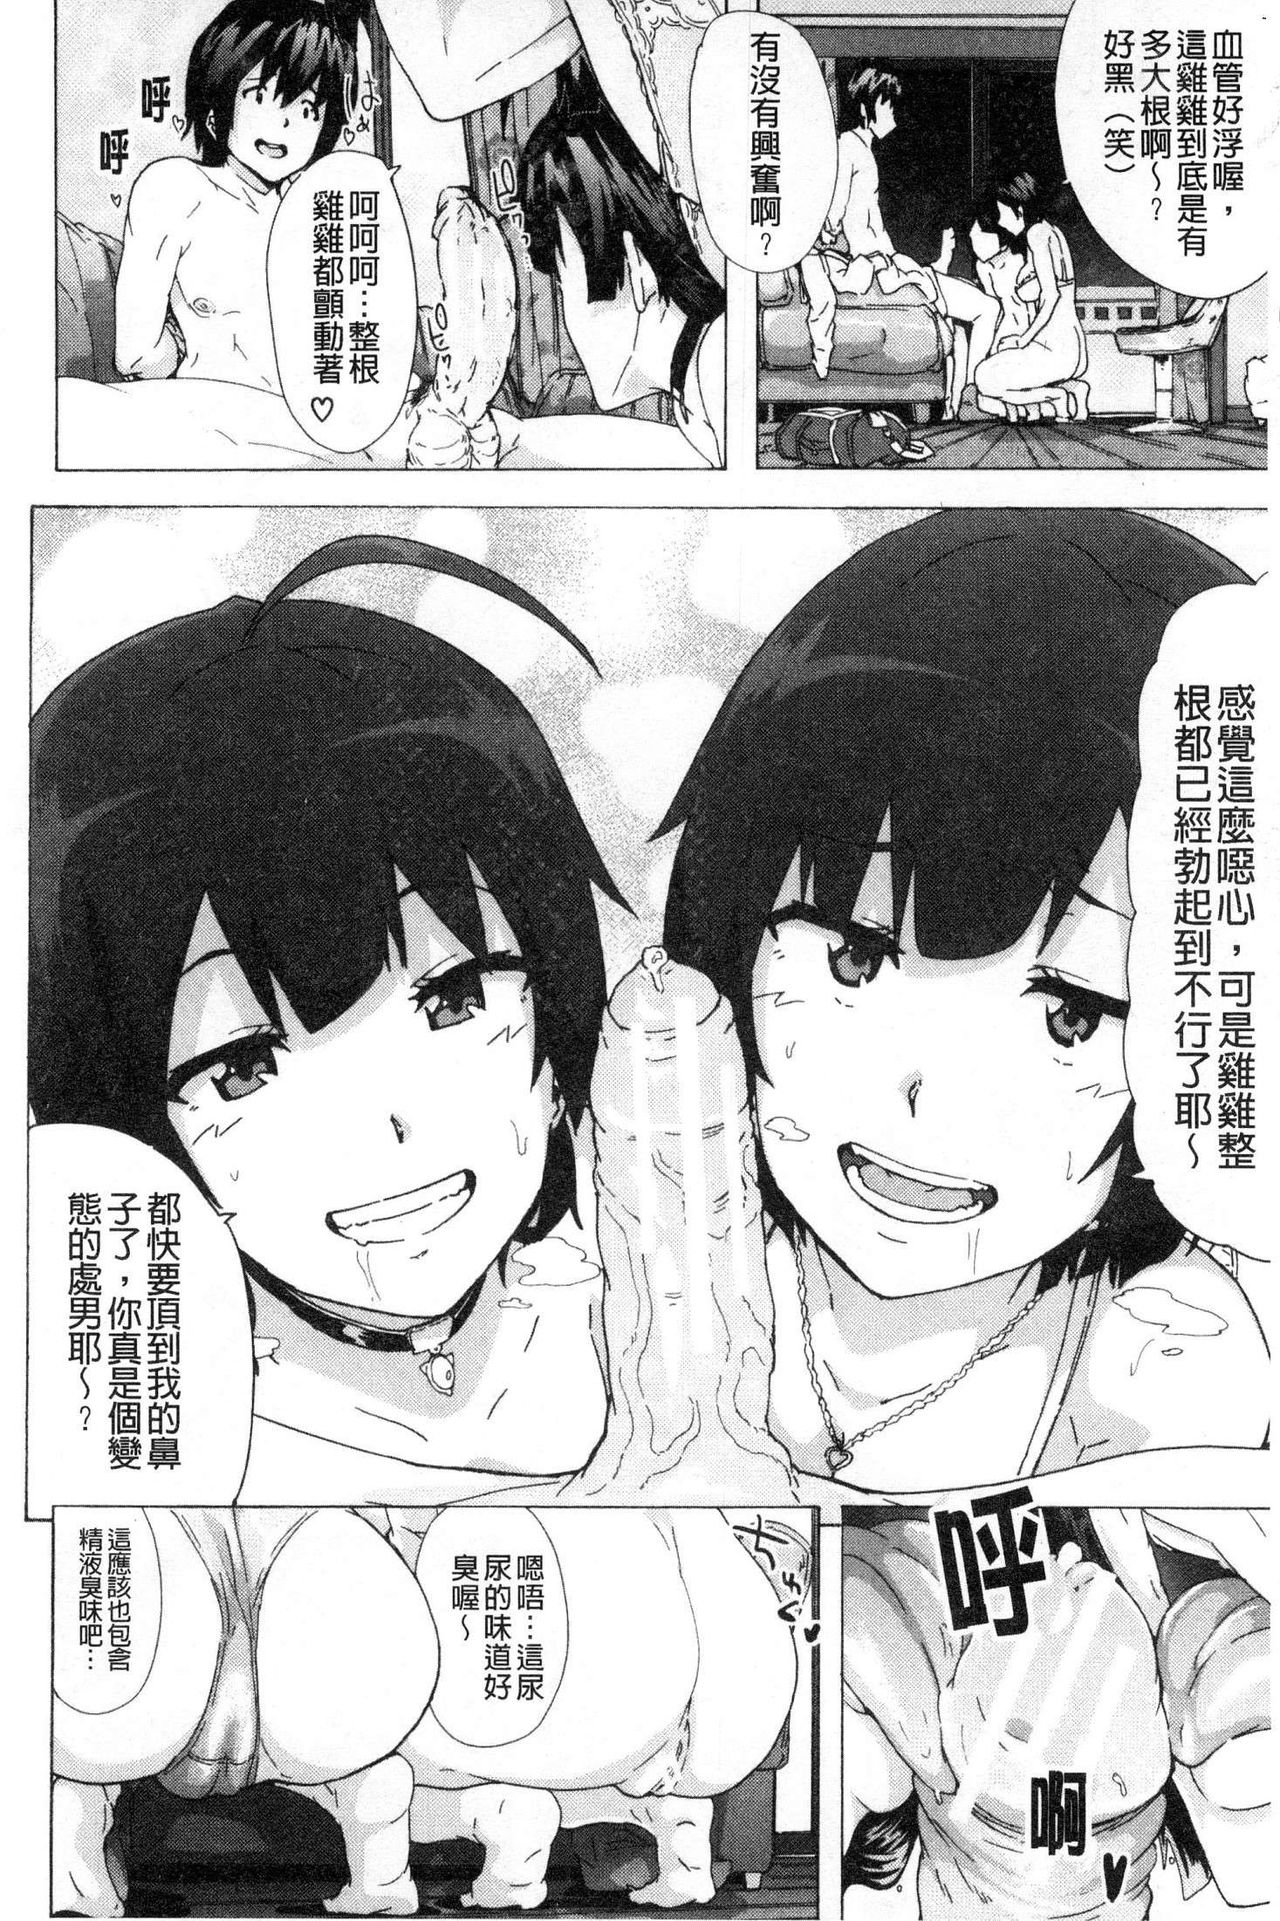 血管好浮喔，
這雞雞到底是有
多大根啊～？
好黑（笑）
有沒有興奮啊？
呵呵呵…整根
雞雞都顫動著♡
呼
呼
感覺這麼噁心，可是雞雞整
根都已經勃起到不行了耶～
都快要頂到我的鼻
子了，你真是個變
態的處男耶～？
呼
啊
嗯唔…這尿
尿的味道好
臭喔～
這應該也包含
精液臭味吧…